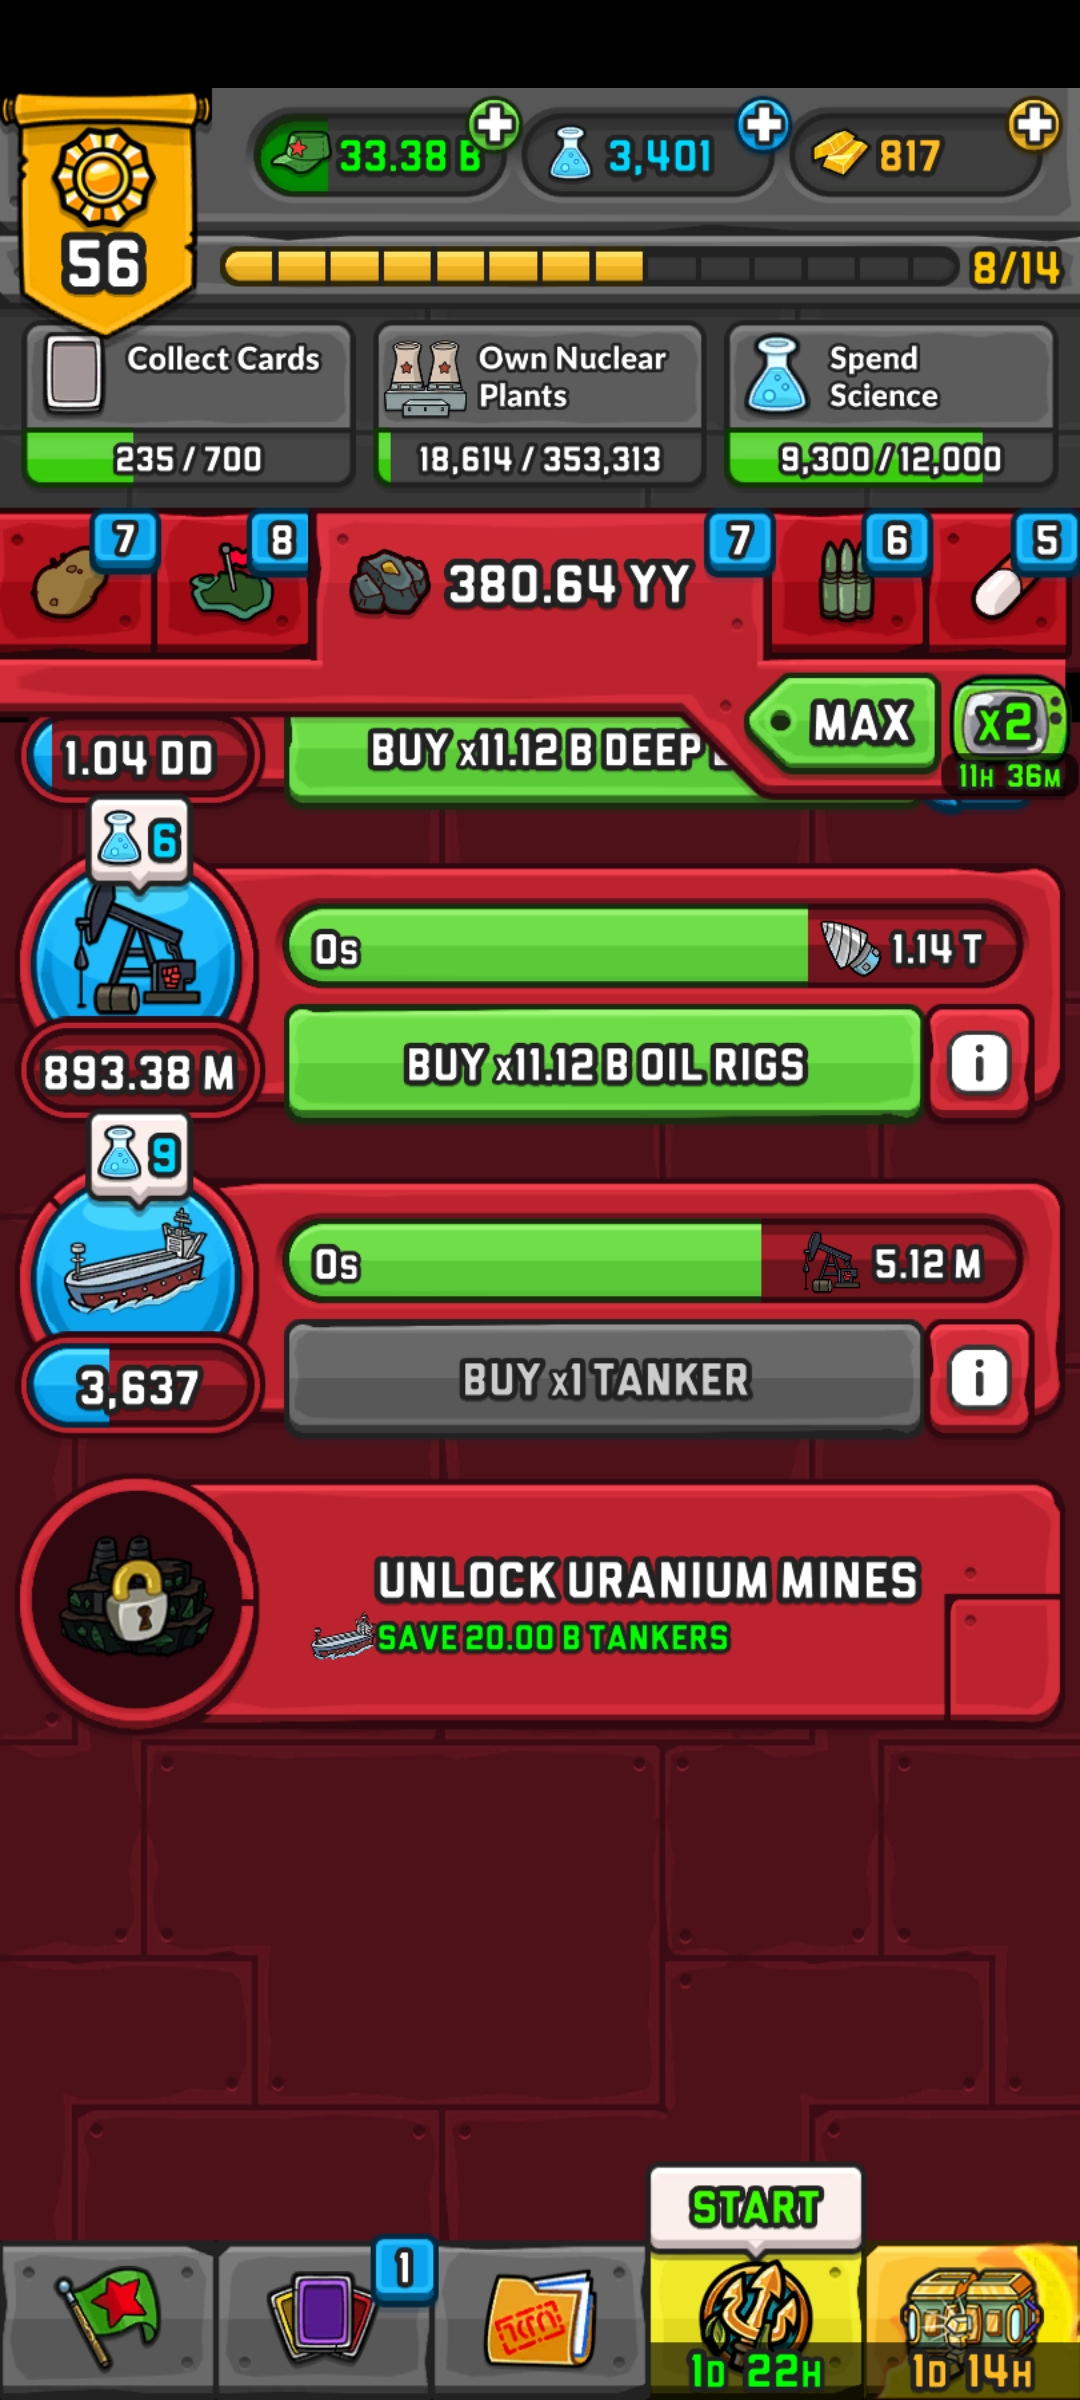 56
33.38 B
3,401
817
8/14
Collect Cards
235 / 700
Own Nuclear
Plants
18,614 / 353,313
Spend
Science
9,300 / 12,000
7
8
380.64 YY
7
6
5
MAX
x2
11H 36M
1.04 DD
BUY x11.12 B DEEP
6
0s
1.14 T
893.38 M
BUY x11.12 B OIL RIGS
i
9
0s
5.12 M
3,637
BUY x1 TANKER
i
UNLOCK URANIUM MINES
SAVE 20.00 B TANKERS
START
1
1D 22H
1D 14H